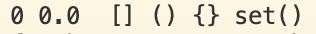 0 0.0  [] () {} set()